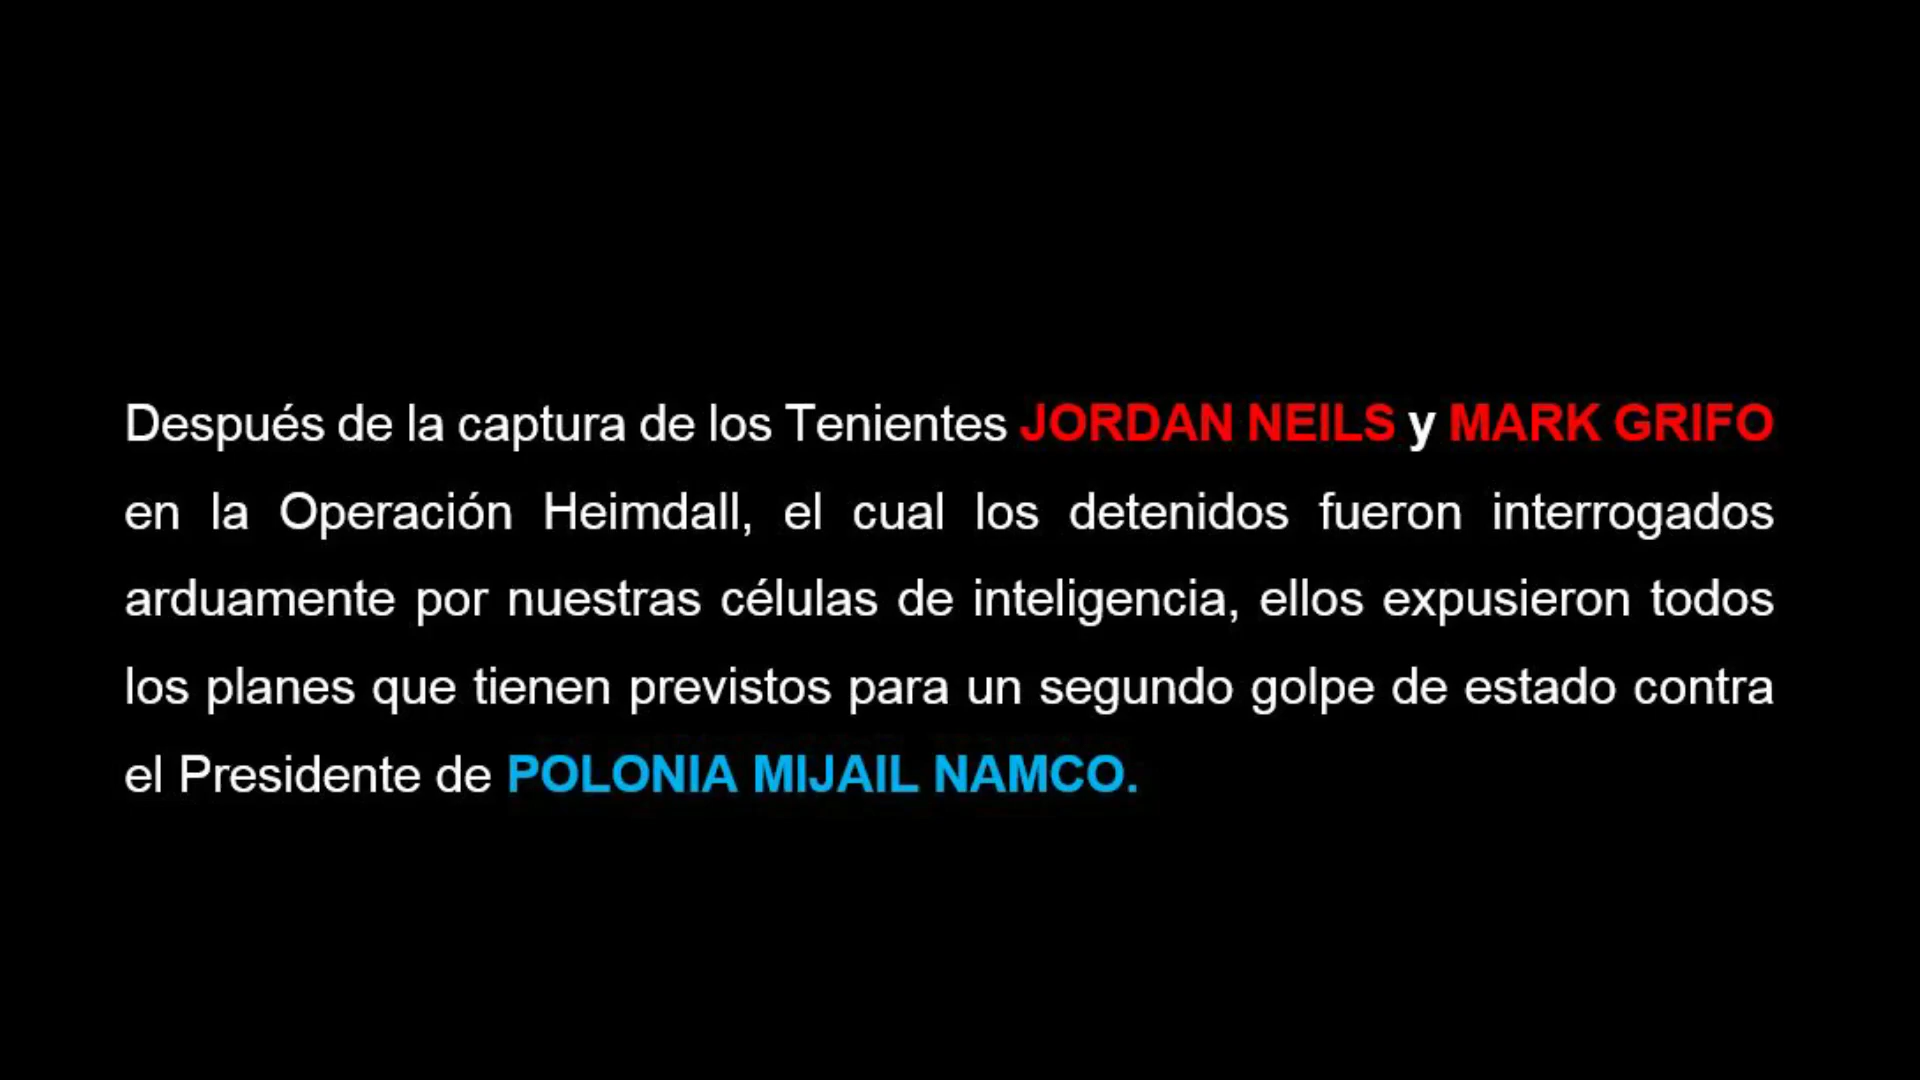 Después de la captura de los Tenientes JORDAN NEILS y MARK GRIFO
en la Operación Heimdall, el cual los detenidos fueron interrogados
arduamente por nuestras células de inteligencia, ellos expusieron todos
los planes que tienen previstos para un segundo golpe de estado contra
el Presidente de POLONIA MIJAIL NAMCO.